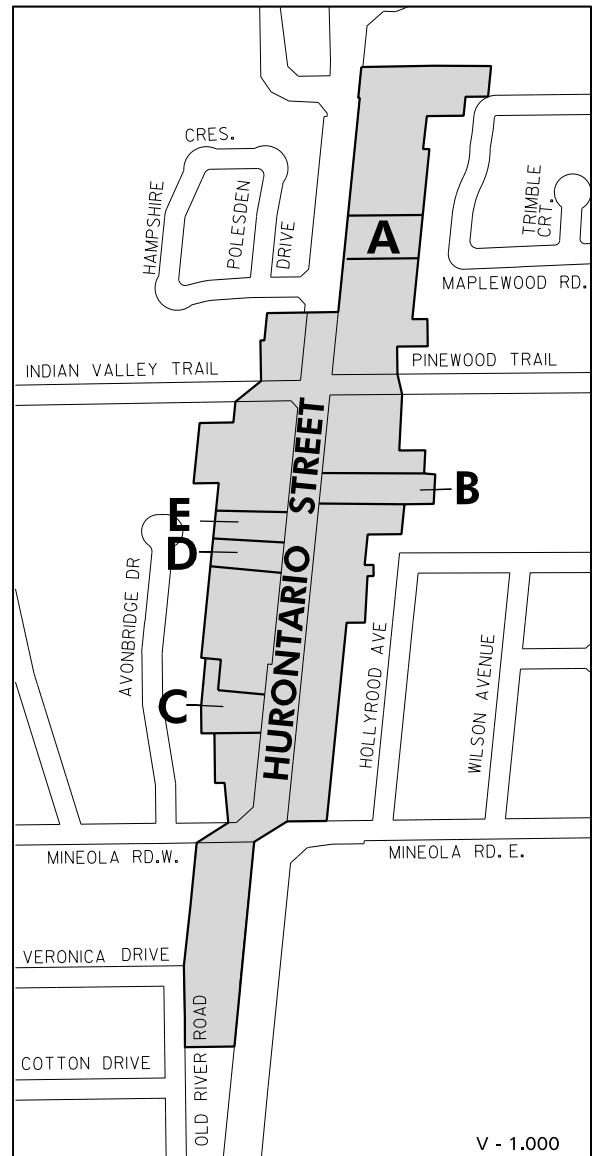 CRES.
HAMPSHIRE
POLESDEN
DRIVE
TRIMBLE
CRT.
A
MAPLEWOOD RD.
INDIAN VALLEY TRAIL
PINEWOOD TRAIL
HURONTARIO STREET
B
E
D
AVONBRIDGE DR
C
HOLLYROOD AVE
WILSON AVENUE
MINEOLA RD.W.
MINEOLA RD. E.
VERONICA DRIVE
OLD RIVER ROAD
COTTON DRIVE
V - 1.000